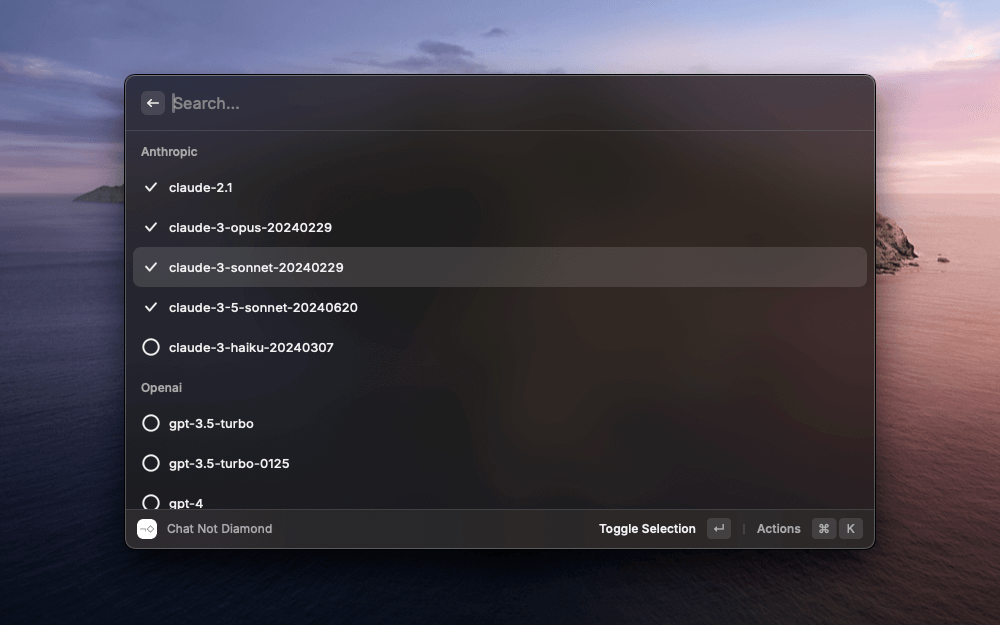 Search...
Anthropic
claude-2.1
claude-3-opus-20240229
claude-3-sonnet-20240229
claude-3-5-sonnet-20240620
claude-3-haiku-20240307
Openai
gpt-3.5-turbo
gpt-3.5-turbo-0125
gpt-4
Chat Not Diamond Toggle Selection ↵ | Actions ⌘ K